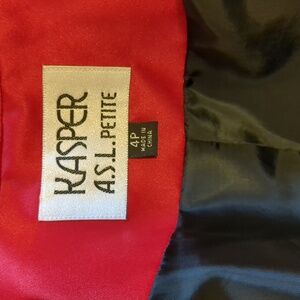 KASPER
A.S.L. PETITE
4P
MADE IN
CHINA